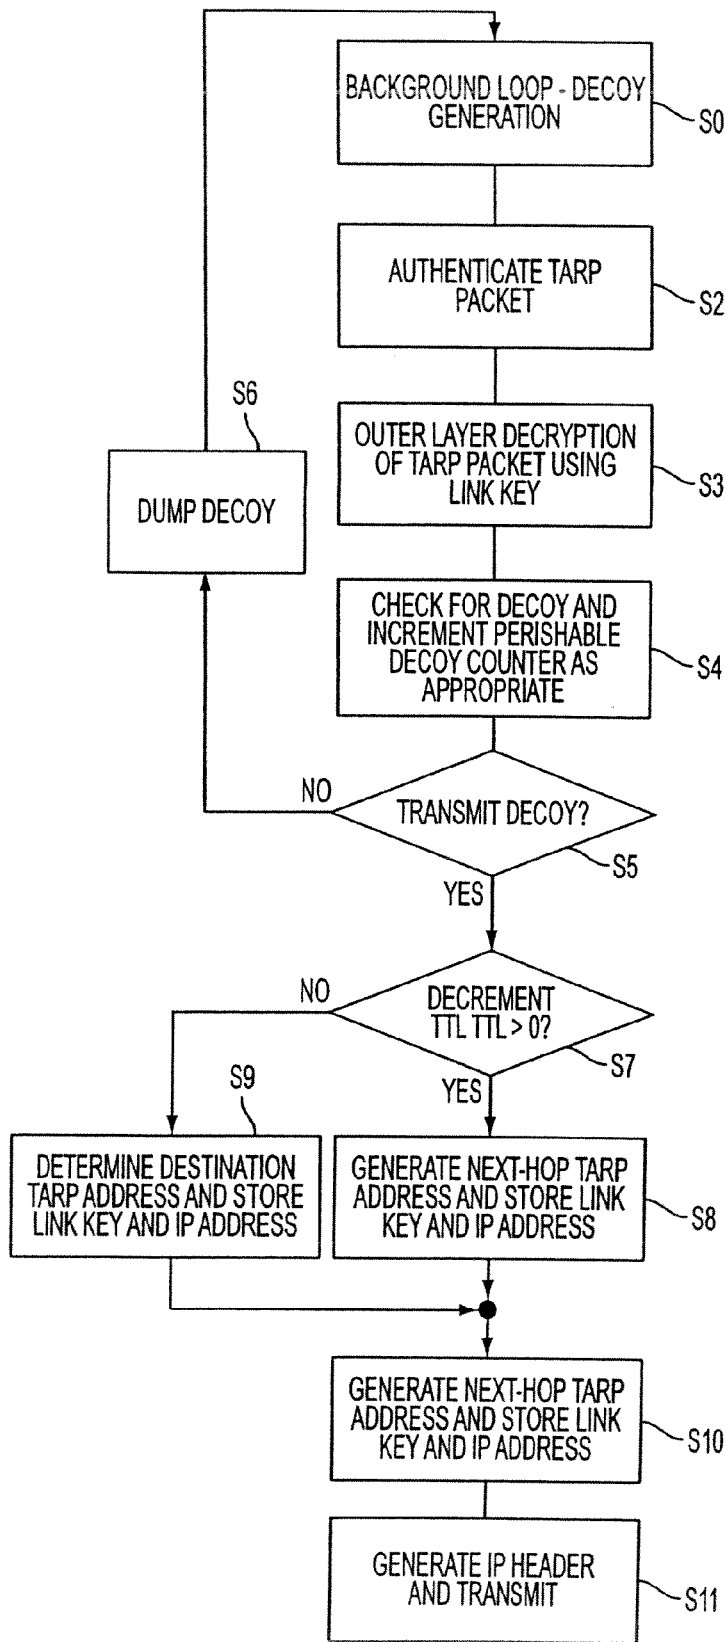 BACKGROUND LOOP - DECOY
GENERATION
S0
AUTHENTICATE TARP
PACKET
S2
OUTER LAYER DECRYPTION
OF TARP PACKET USING
LINK KEY
S3
S6
DUMP DECOY
CHECK FOR DECOY AND
INCREMENT PERISHABLE
DECOY COUNTER AS
APPROPRIATE
S4
NO
TRANSMIT DECOY?
S5
YES
NO
DECREMENT
TTL TTL > 0?
S7
YES
S9
DETERMINE DESTINATION
TARP ADDRESS AND STORE
LINK KEY AND IP ADDRESS
GENERATE NEXT-HOP TARP
ADDRESS AND STORE LINK
KEY AND IP ADDRESS
S8
GENERATE NEXT-HOP TARP
ADDRESS AND STORE LINK
KEY AND IP ADDRESS
S10
GENERATE IP HEADER
AND TRANSMIT
S11